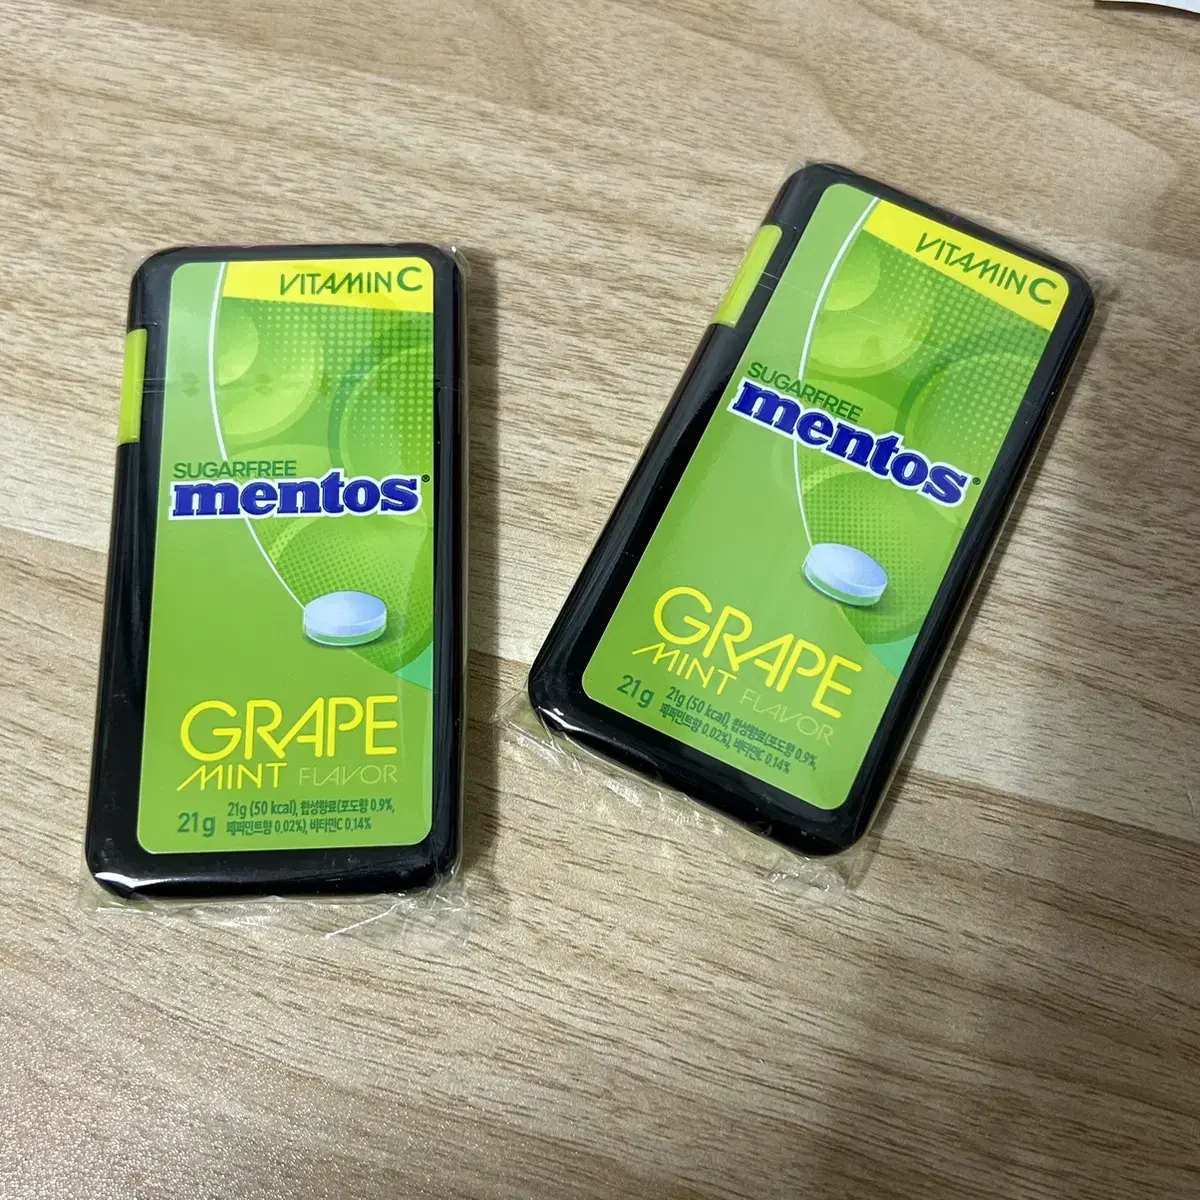 VITAMIN C
SUGARFREE
mentos®
GRAPE
MINT FLAVOR
21g
21g (50 kcal), 합성향료(포도향 0.9%,
페퍼민트향 0.02%), 비타민C 0.14%
VITAMIN C
SUGARFREE
mentos®
GRAPE
MINT FLAVOR
21g
21g (50 kcal), 합성향료(포도향 0.9%,
페퍼민트향 0.02%), 비타민C 0.14%